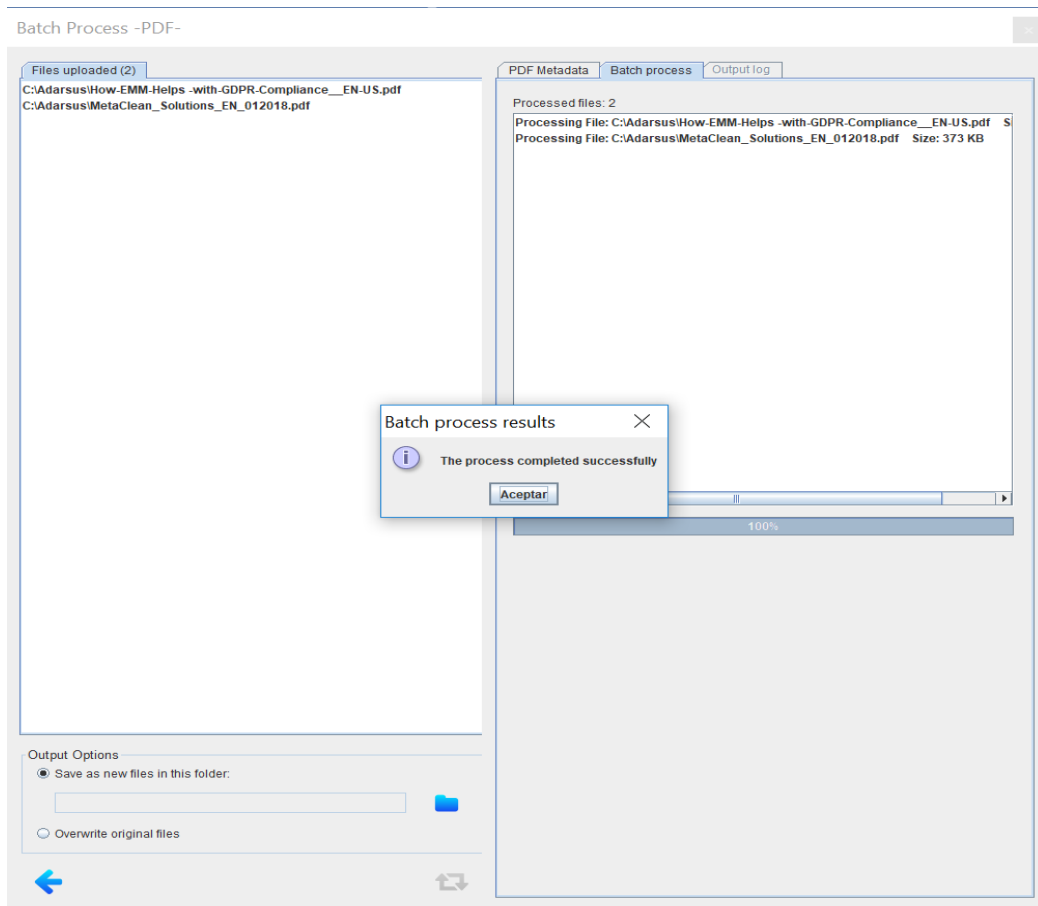 Batch Process -PDF-
Files uploaded (2)
C:\Adarsus\How-EMM-Helps -with-GDPR-Compliance__EN-US.pdf
C:\Adarsus\MetaClean_Solutions_EN_012018.pdf
PDF Metadata
Batch process
Output log
Processed files: 2
Processing File: C:\Adarsus\How-EMM-Helps -with-GDPR-Compliance__EN-US.pdf S
Processing File: C:\Adarsus\MetaClean_Solutions_EN_012018.pdf Size: 373 KB
Batch process results
The process completed successfully
Aceptar
100%
Output Options
Save as new files in this folder:
Overwrite original files